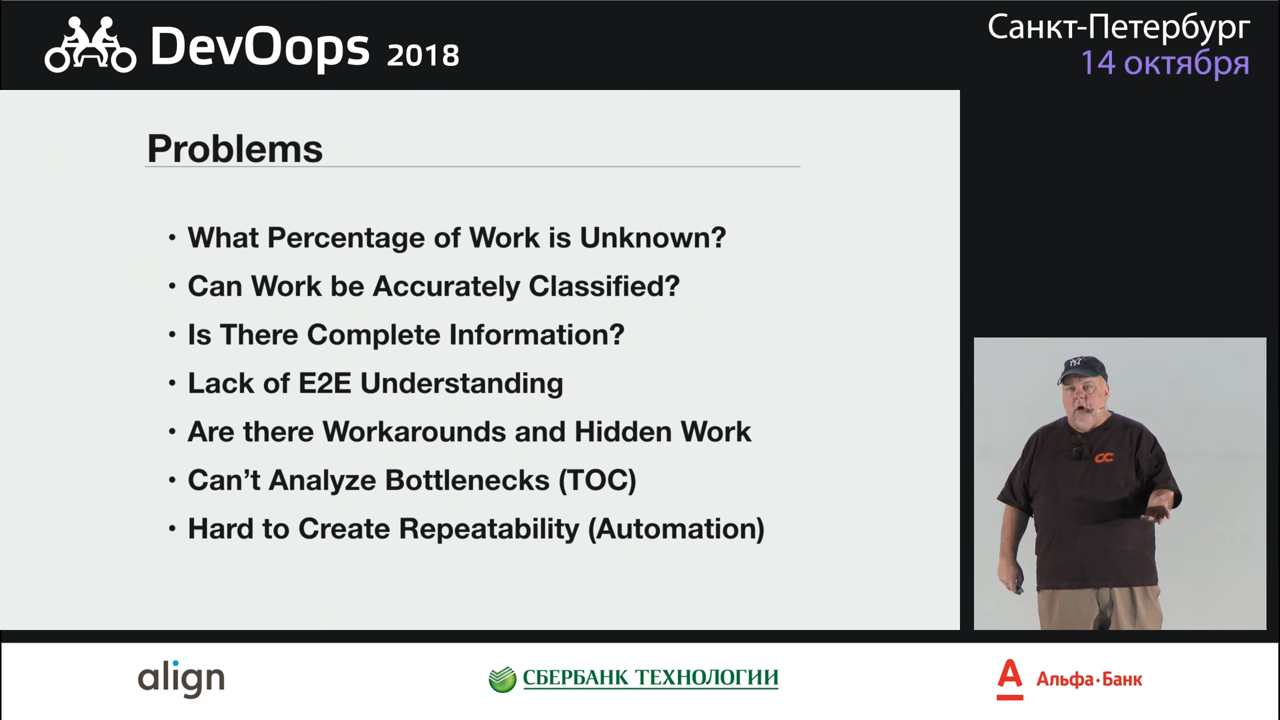 DevOops 2018
Санкт-Петербург
14 октября
Problems
• What Percentage of Work is Unknown?
• Can Work be Accurately Classified?
• Is There Complete Information?
• Lack of E2E Understanding
• Are there Workarounds and Hidden Work
• Can’t Analyze Bottlenecks (TOC)
• Hard to Create Repeatability (Automation)
align
СБЕРБАНК ТЕХНОЛОГИИ
А Альфа·Банк